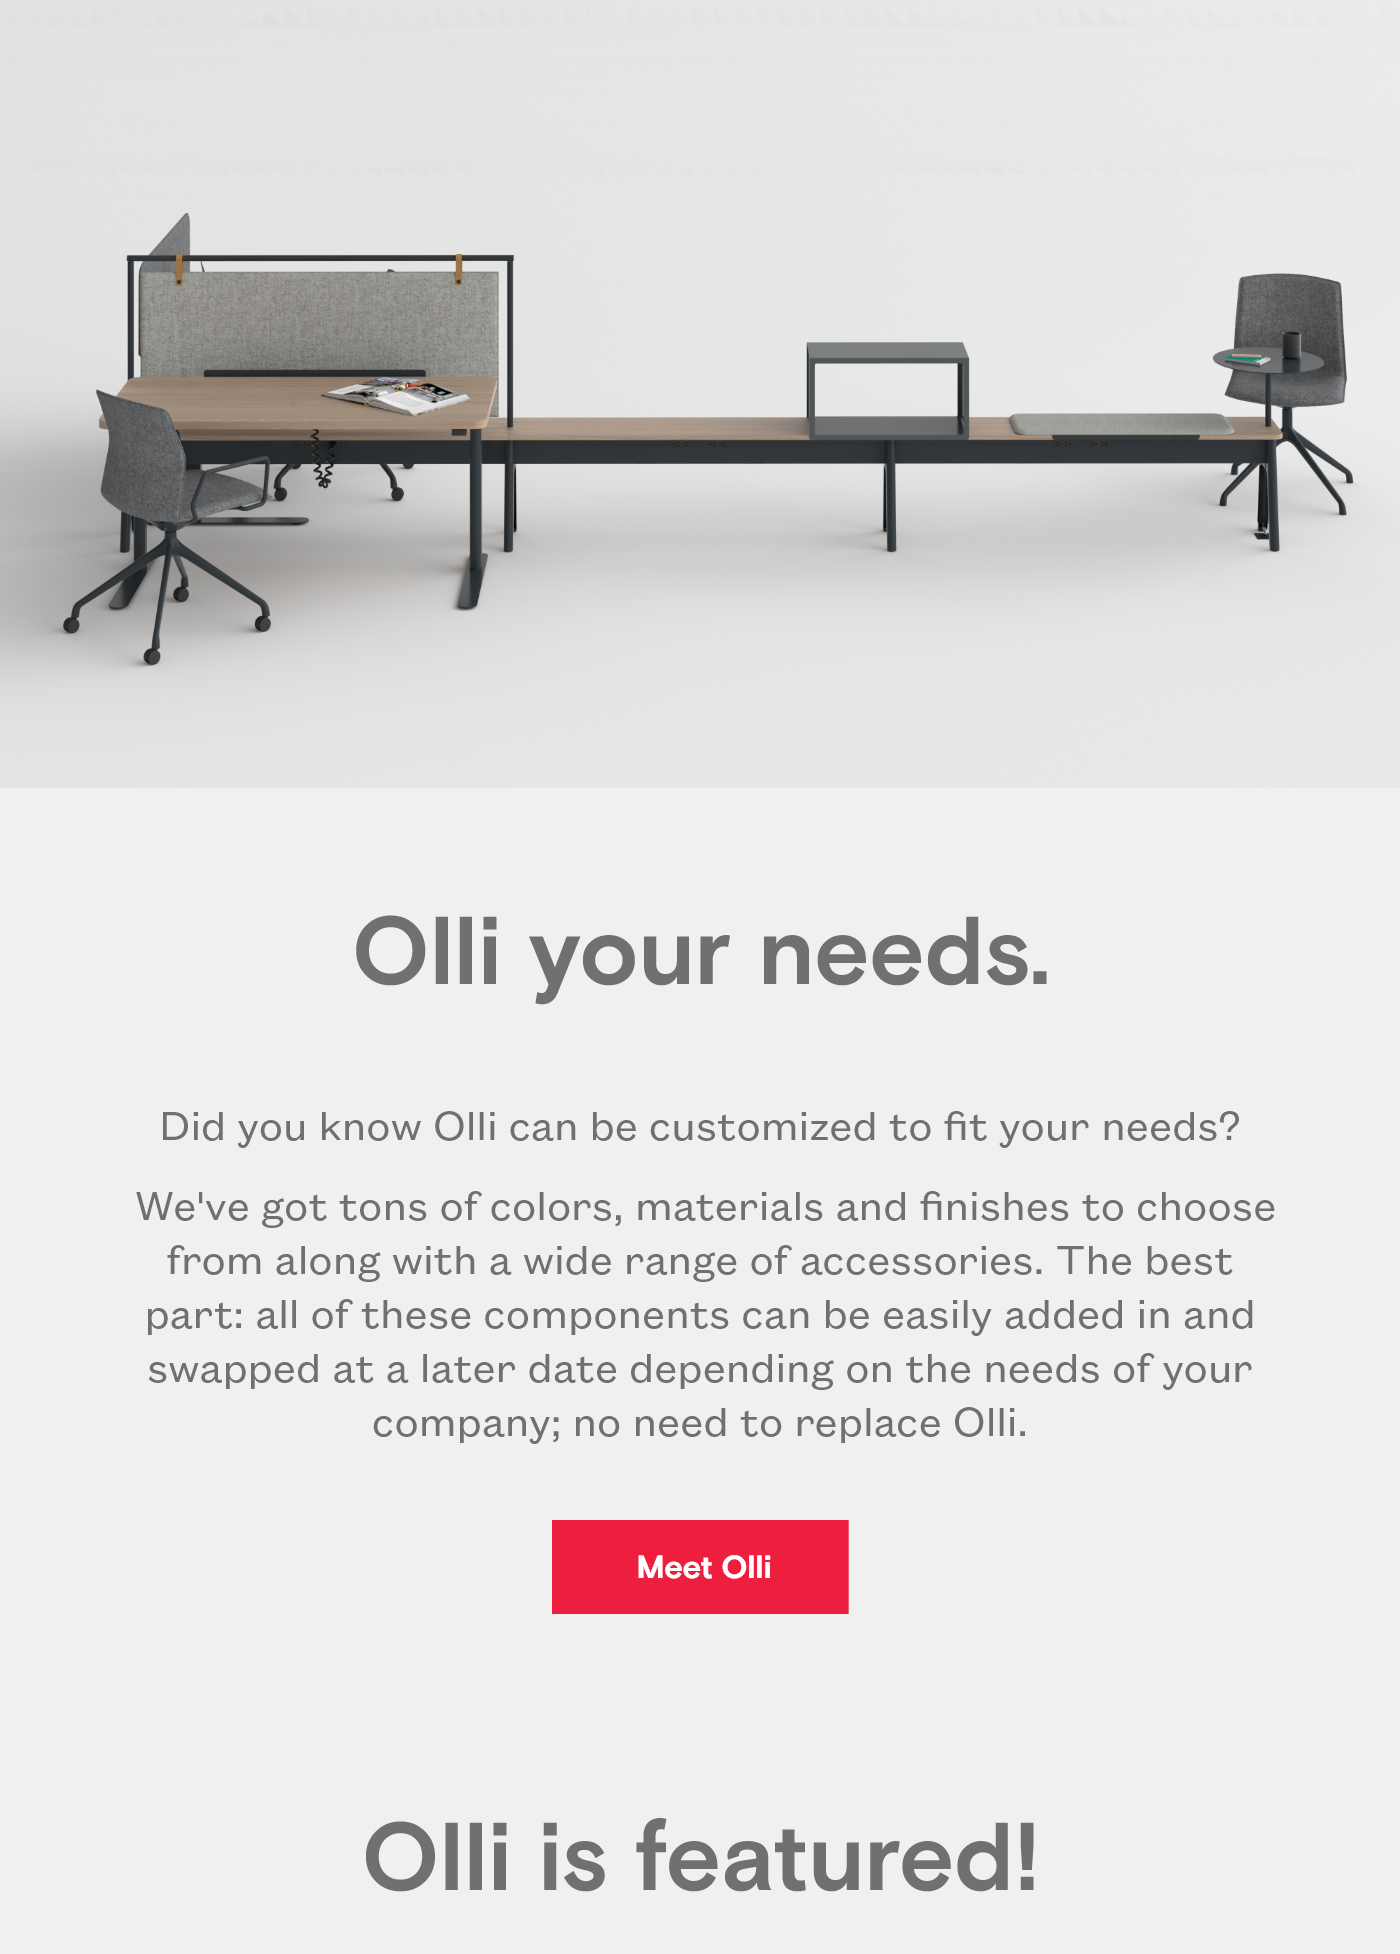 Olli your needs.
Did you know Olli can be customized to fit your needs?
We've got tons of colors, materials and finishes to choose
from along with a wide range of accessories. The best
part: all of these components can be easily added in and
swapped at a later date depending on the needs of your
company; no need to replace Olli.
Meet Olli
Olli is featured!